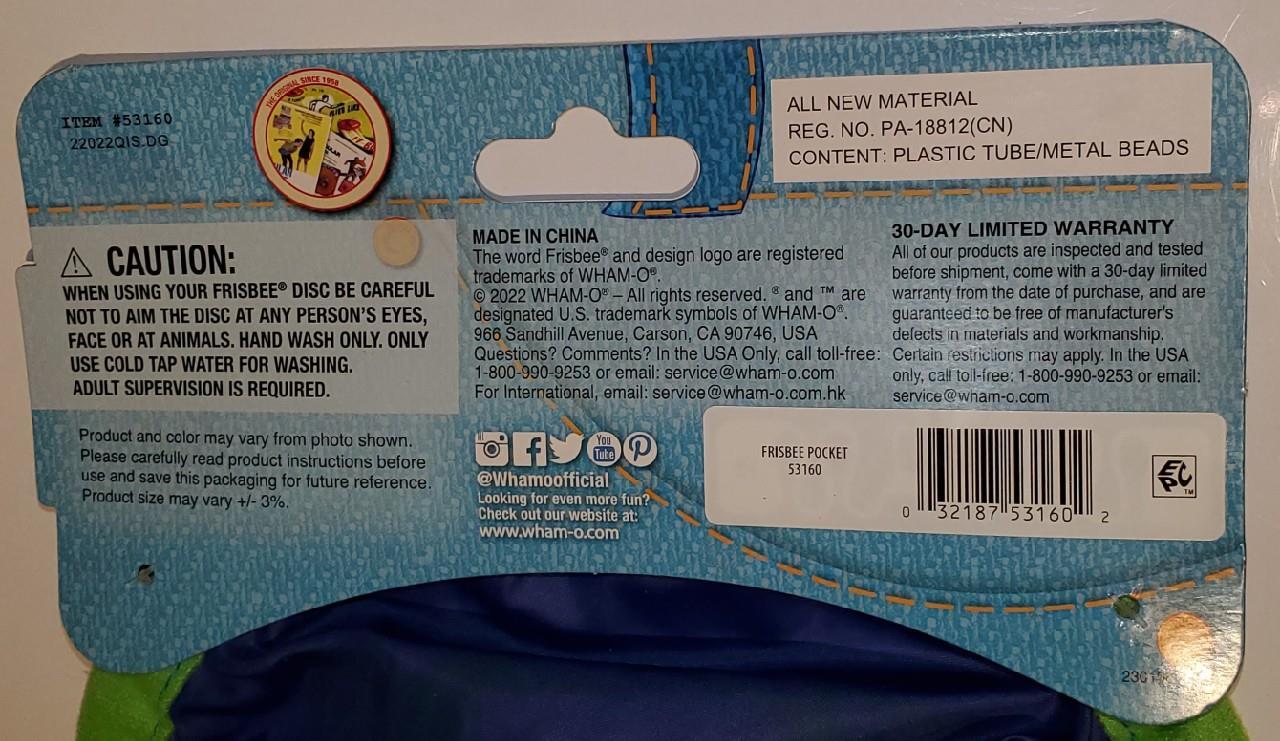 ITEM #53160
22022QIS.DG
THE ORIGINAL SINCE 1958
ALL NEW MATERIAL
REG. NO. PA-18812(CN)
CONTENT: PLASTIC TUBE/METAL BEADS
CAUTION:
WHEN USING YOUR FRISBEE® DISC BE CAREFUL
NOT TO AIM THE DISC AT ANY PERSON'S EYES,
FACE OR AT ANIMALS. HAND WASH ONLY. ONLY
USE COLD TAP WATER FOR WASHING.
ADULT SUPERVISION IS REQUIRED.
Product and color may vary from photo shown.
Please carefully read product instructions before
use and save this packaging for future reference.
Product size may vary +/- 3%.
MADE IN CHINA
The word Frisbee® and design logo are registered
trademarks of WHAM-O®.
© 2022 WHAM-O® – All rights reserved. ® and ™ are
designated U.S. trademark symbols of WHAM-O®.
966 Sandhill Avenue, Carson, CA 90746, USA
Questions? Comments? In the USA Only, call toll-free:
1-800-990-9253 or email: service@wham-o.com
For International, email: service@wham-o.com.hk
You
Tube
@Whamoofficial
Looking for even more fun?
Check out our website at:
www.wham-o.com
30-DAY LIMITED WARRANTY
All of our products are inspected and tested
before shipment, come with a 30-day limited
warranty from the date of purchase, and are
guaranteed to be free of manufacturer's
defects in materials and workmanship.
Certain restrictions may apply. In the USA
only, call toll-free: 1-800-990-9253 or email:
service@wham-o.com
FRISBEE POCKET
53160
0 32187 53160 2
EPC™